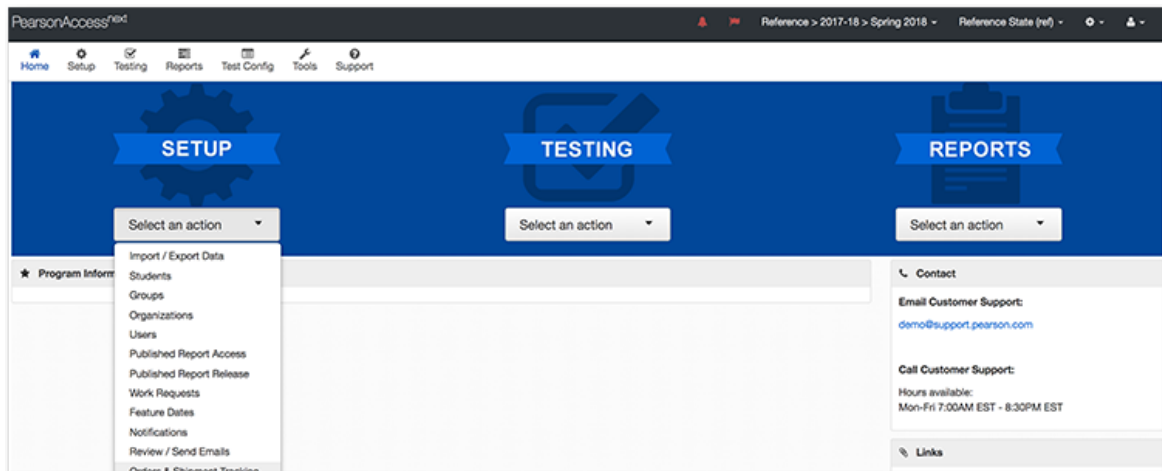 PearsonAccessnext
Reference > 2017-18 > Spring 2018
Reference State (ref)
Home Setup Testing Reports Test Config Tools Support
SETUP
TESTING
REPORTS
Select an action
Select an action
Select an action
Import / Export Data
Students
Groups
Organizations
Users
Published Report Access
Published Report Release
Work Requests
Feature Dates
Notifications
Review / Send Emails
Orders & Shipment Tracking
Program Inform
Contact
Email Customer Support:
demo@support.pearson.com
Call Customer Support:
Hours available:
Mon-Fri 7:00AM EST - 8:30PM EST
Links